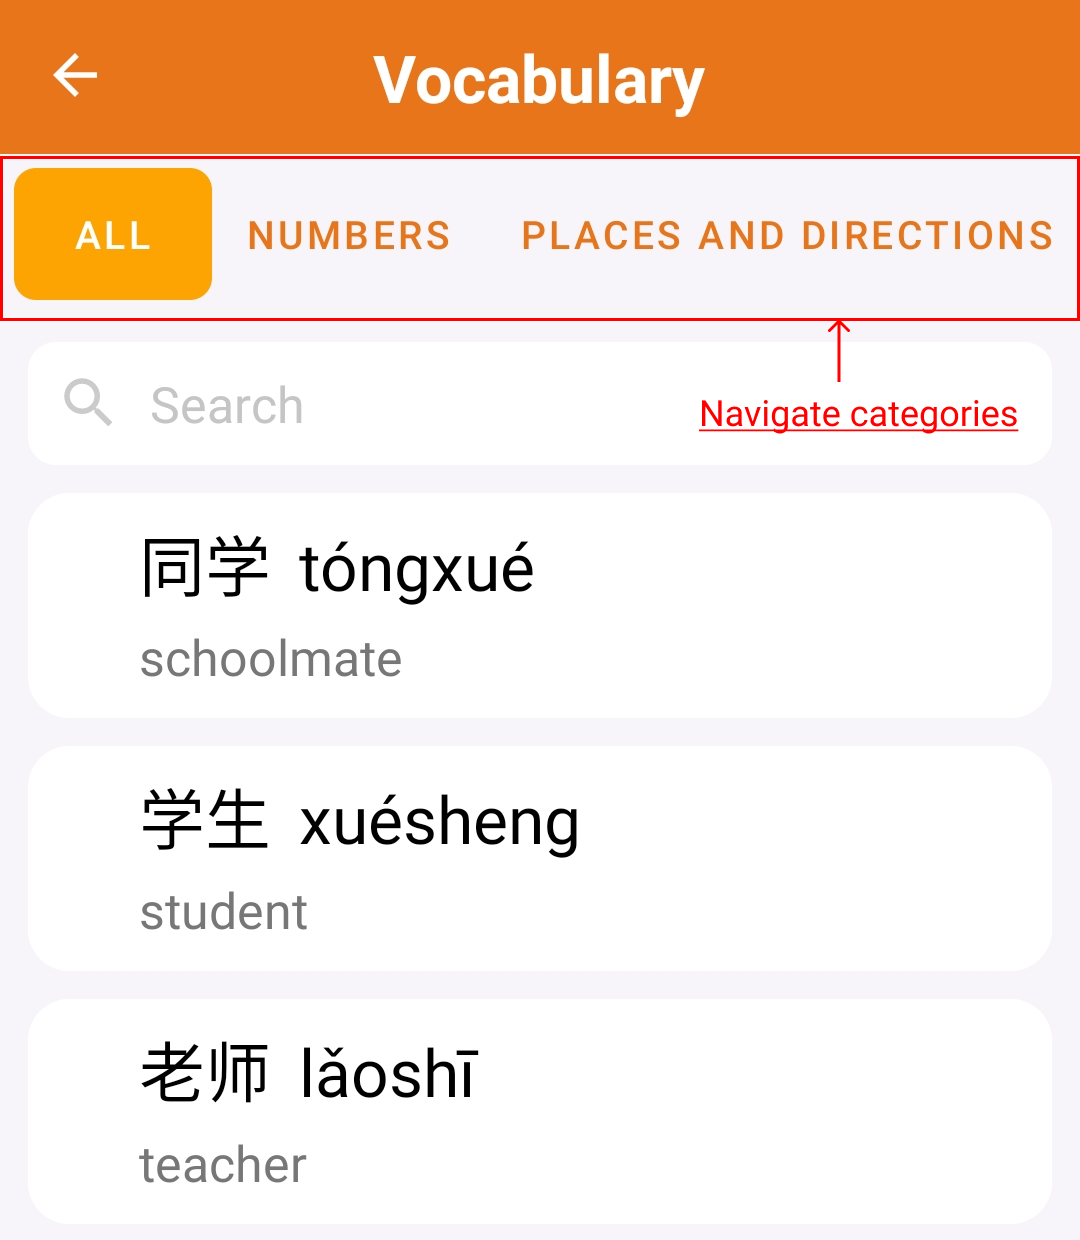 Vocabulary
ALL NUMBERS PLACES AND DIRECTIONS
Search
Navigate categories
同学 tóngxué
schoolmate
学生 xuésheng
student
老师 lǎoshī
teacher